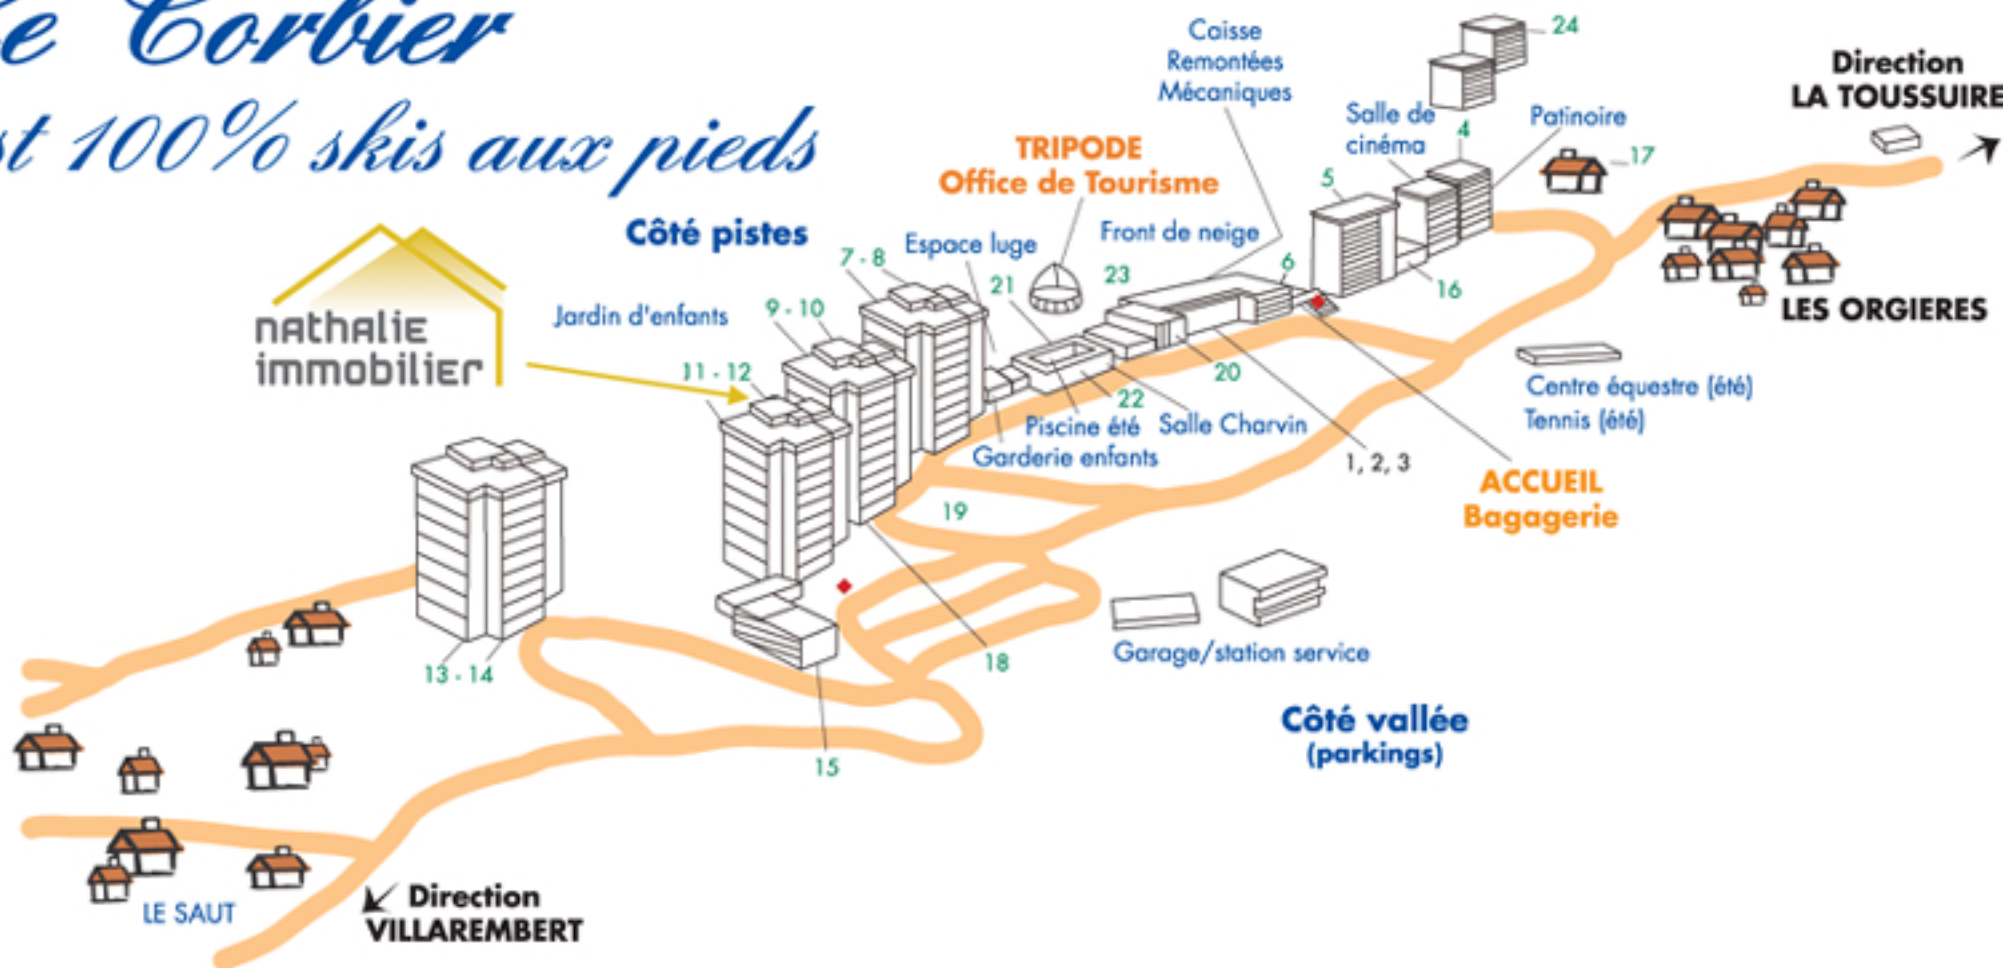 Corbier
100% skis aux pieds
Caisse
Remontées
Mécaniques
24
Direction
LA TOUSSUIRE
Salle de
cinéma
4
Patinoire
17
TRIPODE
Office de Tourisme
5
Côté pistes
Espace luge
Front de neige
7 - 8
21
23
6
16
nathalie
immobilier
Jardin d'enfants
9 - 10
LES ORGIERES
11 - 12
20
22
Piscine été
Salle Charvin
Garderie enfants
1, 2, 3
Centre équestre (été)
Tennis (été)
ACCUEIL
Bagagerie
19
18
Garage/station service
13 - 14
15
Côté vallée
(parkings)
LE SAUT
Direction
VILLAREMBERT